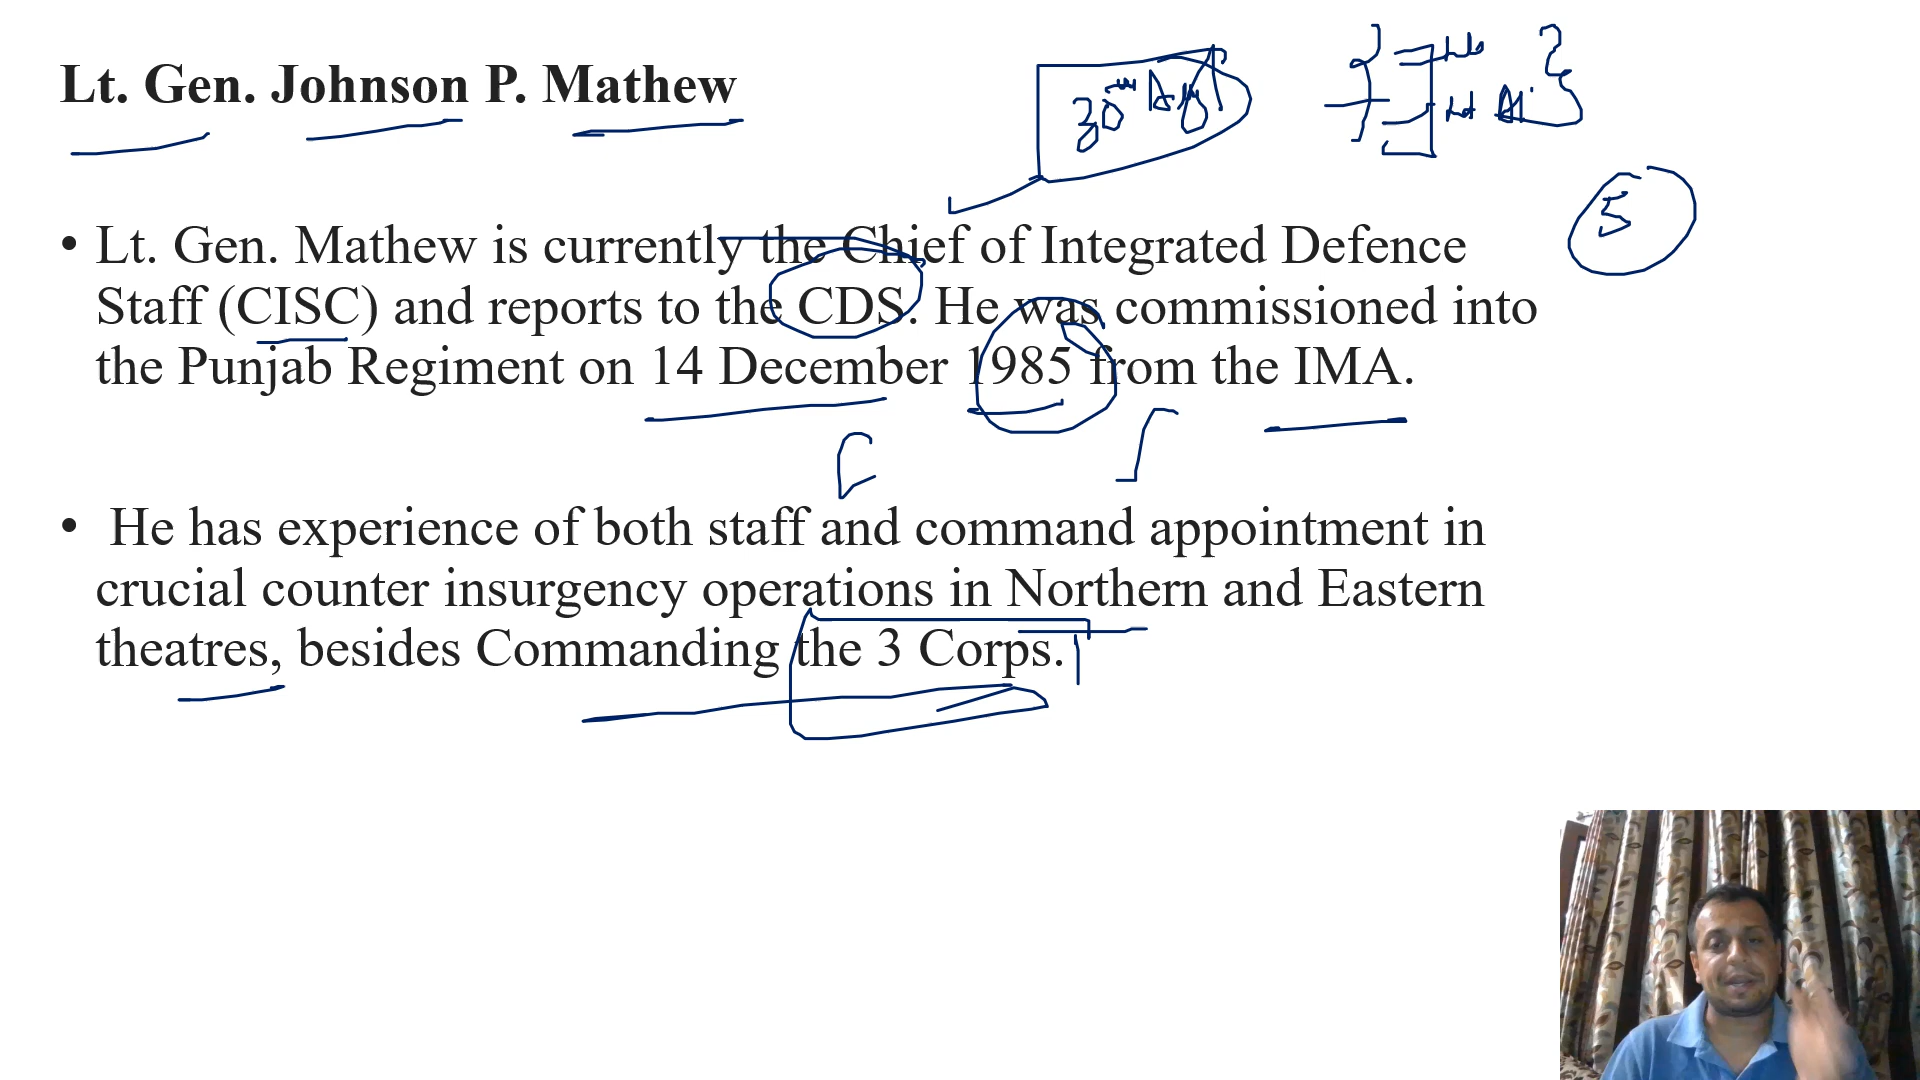 Lt. Gen. Johnson P. Mathew
30th Aug
5
• Lt. Gen. Mathew is currently the Chief of Integrated Defence
Staff (CISC) and reports to the CDS. He was commissioned into
the Punjab Regiment on 14 December 1985 from the IMA.
• He has experience of both staff and command appointment in
crucial counter insurgency operations in Northern and Eastern
theatres, besides Commanding the 3 Corps.